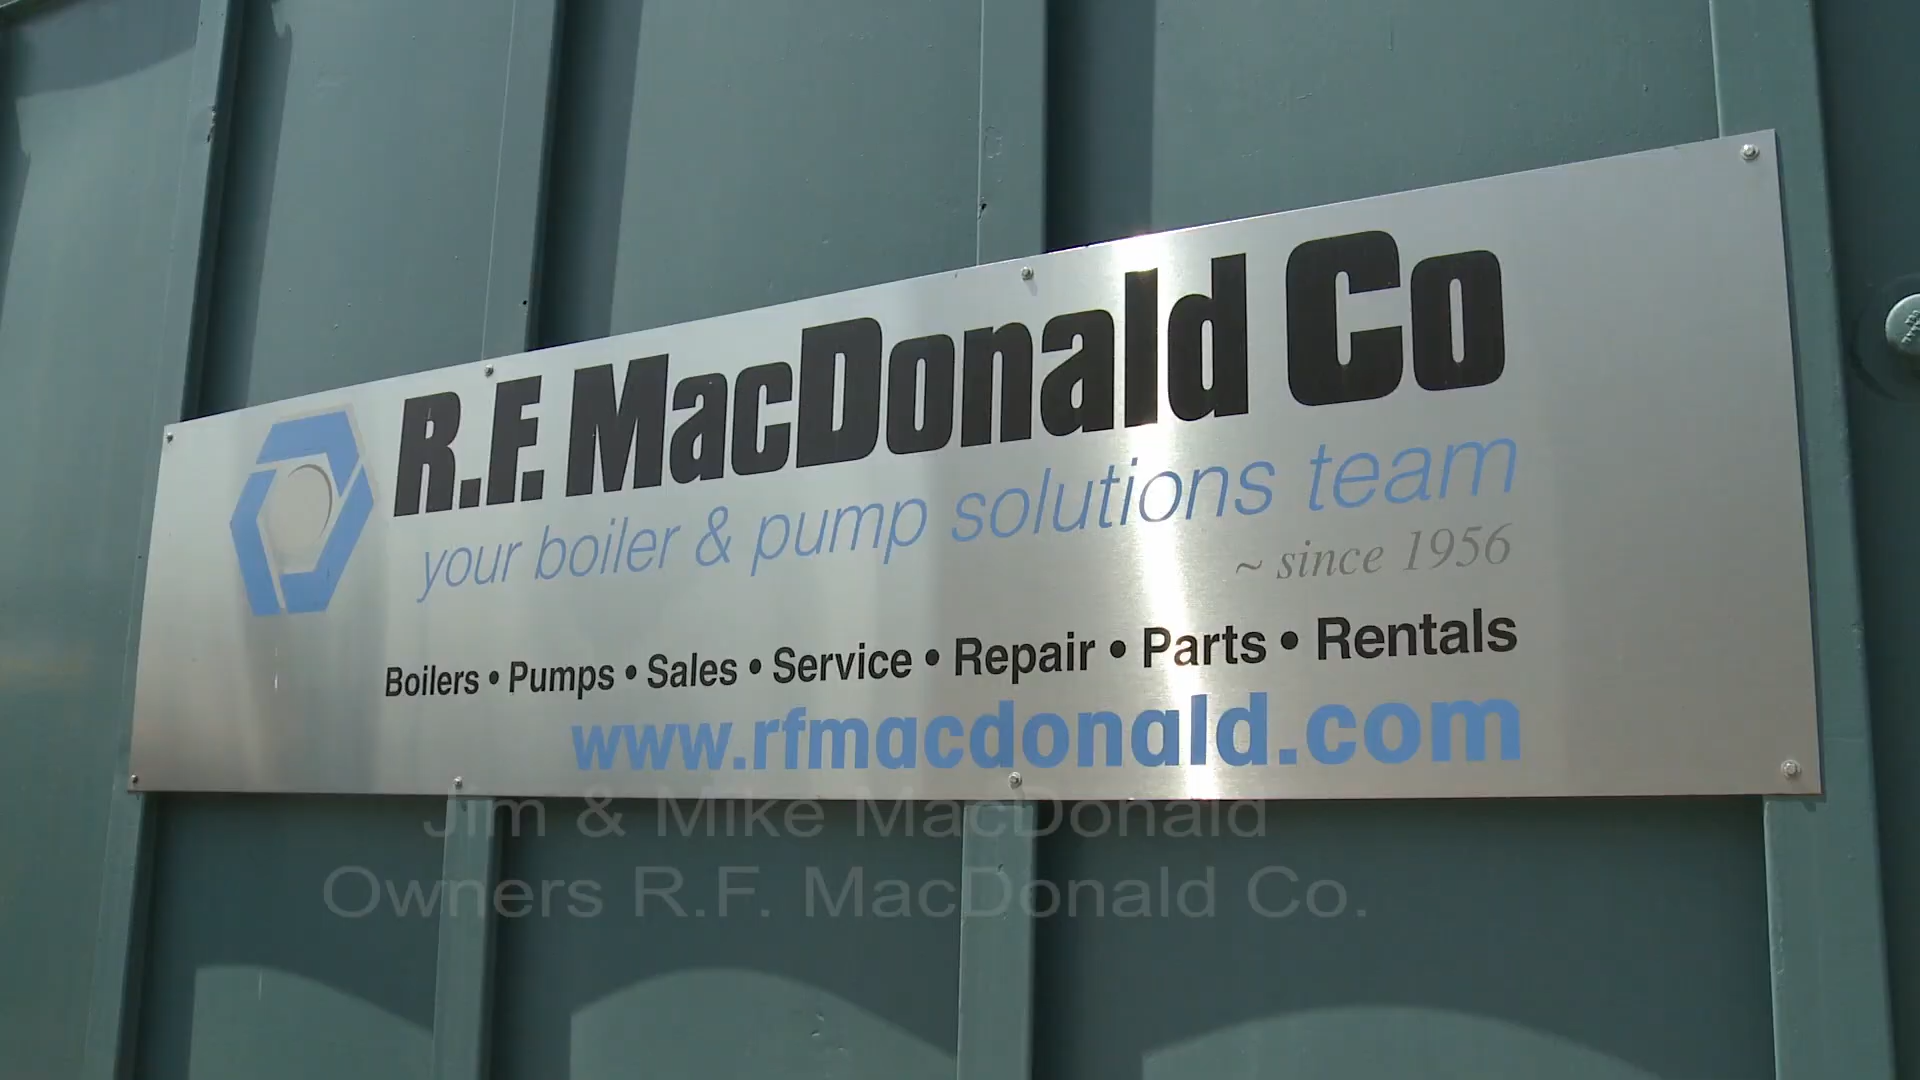 R.F. MacDonald Co
your boiler & pump solutions team
~ since 1956
Boilers • Pumps • Sales • Service • Repair • Parts • Rentals
www.rfmacdonald.com
Jim & Mike MacDonald
Owners R.F. MacDonald Co.